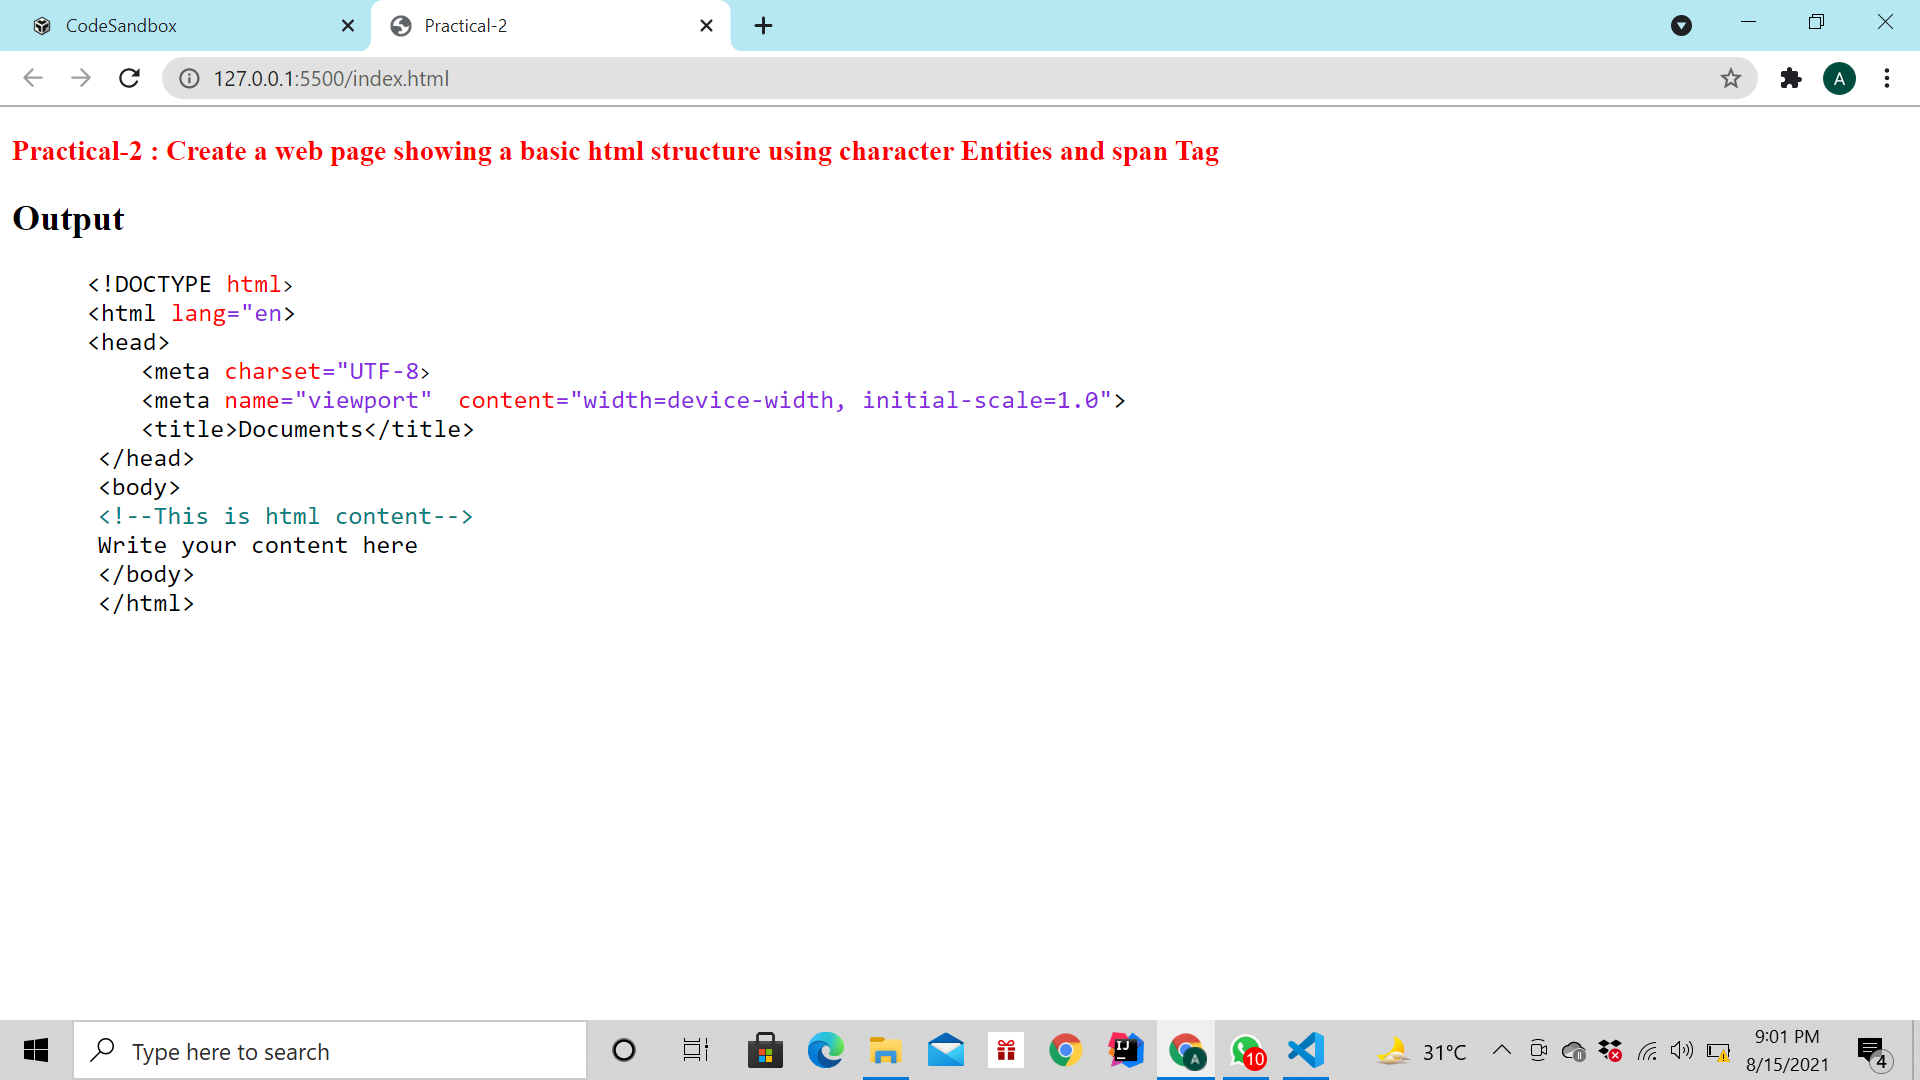 CodeSandbox
Practical-2
127.0.0.1:5500/index.html
A
Practical-2 : Create a web page showing a basic html structure using character Entities and span Tag
Output
<!DOCTYPE html>
<html lang="en>
<head>
<meta charset="UTF-8>
<meta name="viewport" content="width=device-width, initial-scale=1.0">
<title>Documents</title>
</head>
<body>
<!--This is html content-->
Write your content here
</body>
</html>
Type here to search
IJ
A
10
31°C
9:01 PM
8/15/2021
4